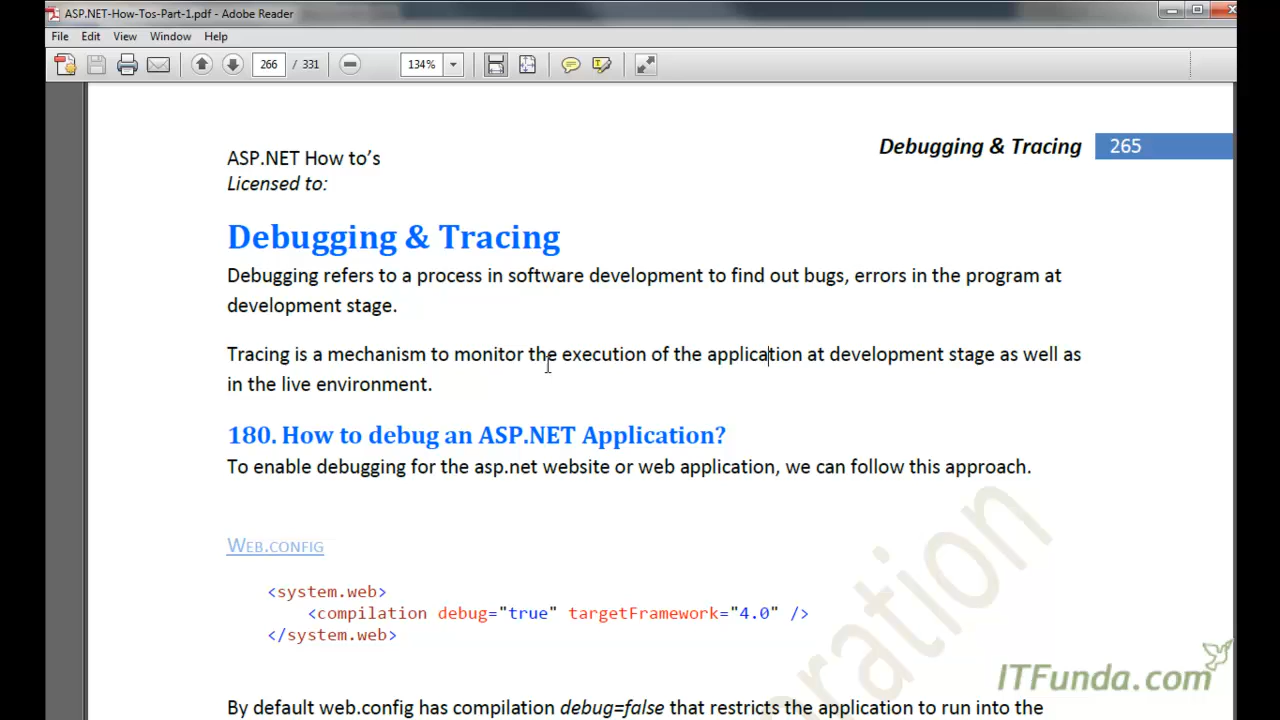 ASP.NET-How-Tos-Part-1.pdf - Adobe Reader
File Edit View Window Help
266 / 331 134%
Debugging & Tracing 265
ASP.NET How to’s
Licensed to:
Debugging & Tracing
Debugging refers to a process in software development to find out bugs, errors in the program at
development stage.
Tracing is a mechanism to monitor the execution of the application at development stage as well as
in the live environment.
180. How to debug an ASP.NET Application?
To enable debugging for the asp.net website or web application, we can follow this approach.
WEB.CONFIG
<system.web>
<compilation debug="true" targetFramework="4.0" />
</system.web>
ITFunda.com
By default web.config has compilation debug=false that restricts the application to run into the